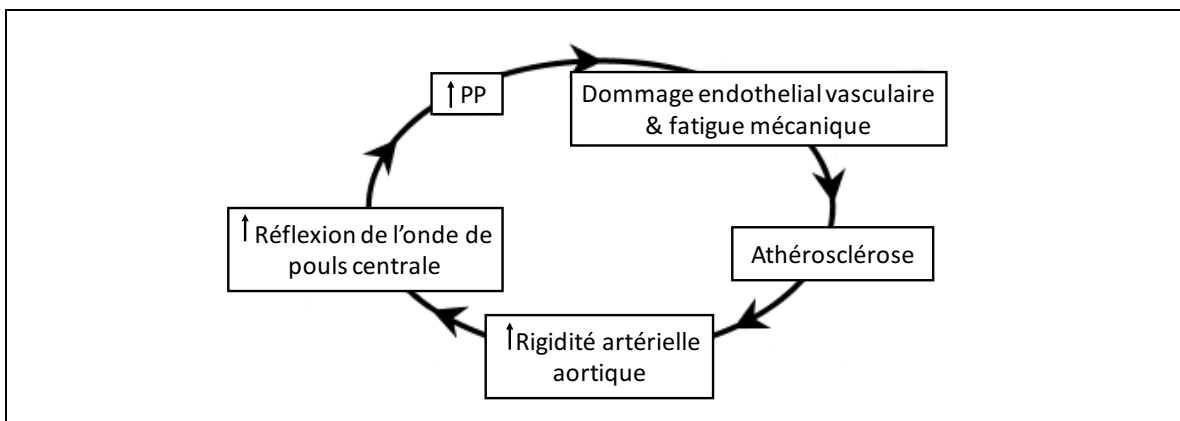 ↑ PP
Dommage endothelial vasculaire
& fatigue mécanique
Athérosclérose
↑ Rigidité artérielle
aortique
↑ Réflexion de l'onde de
pouls centrale